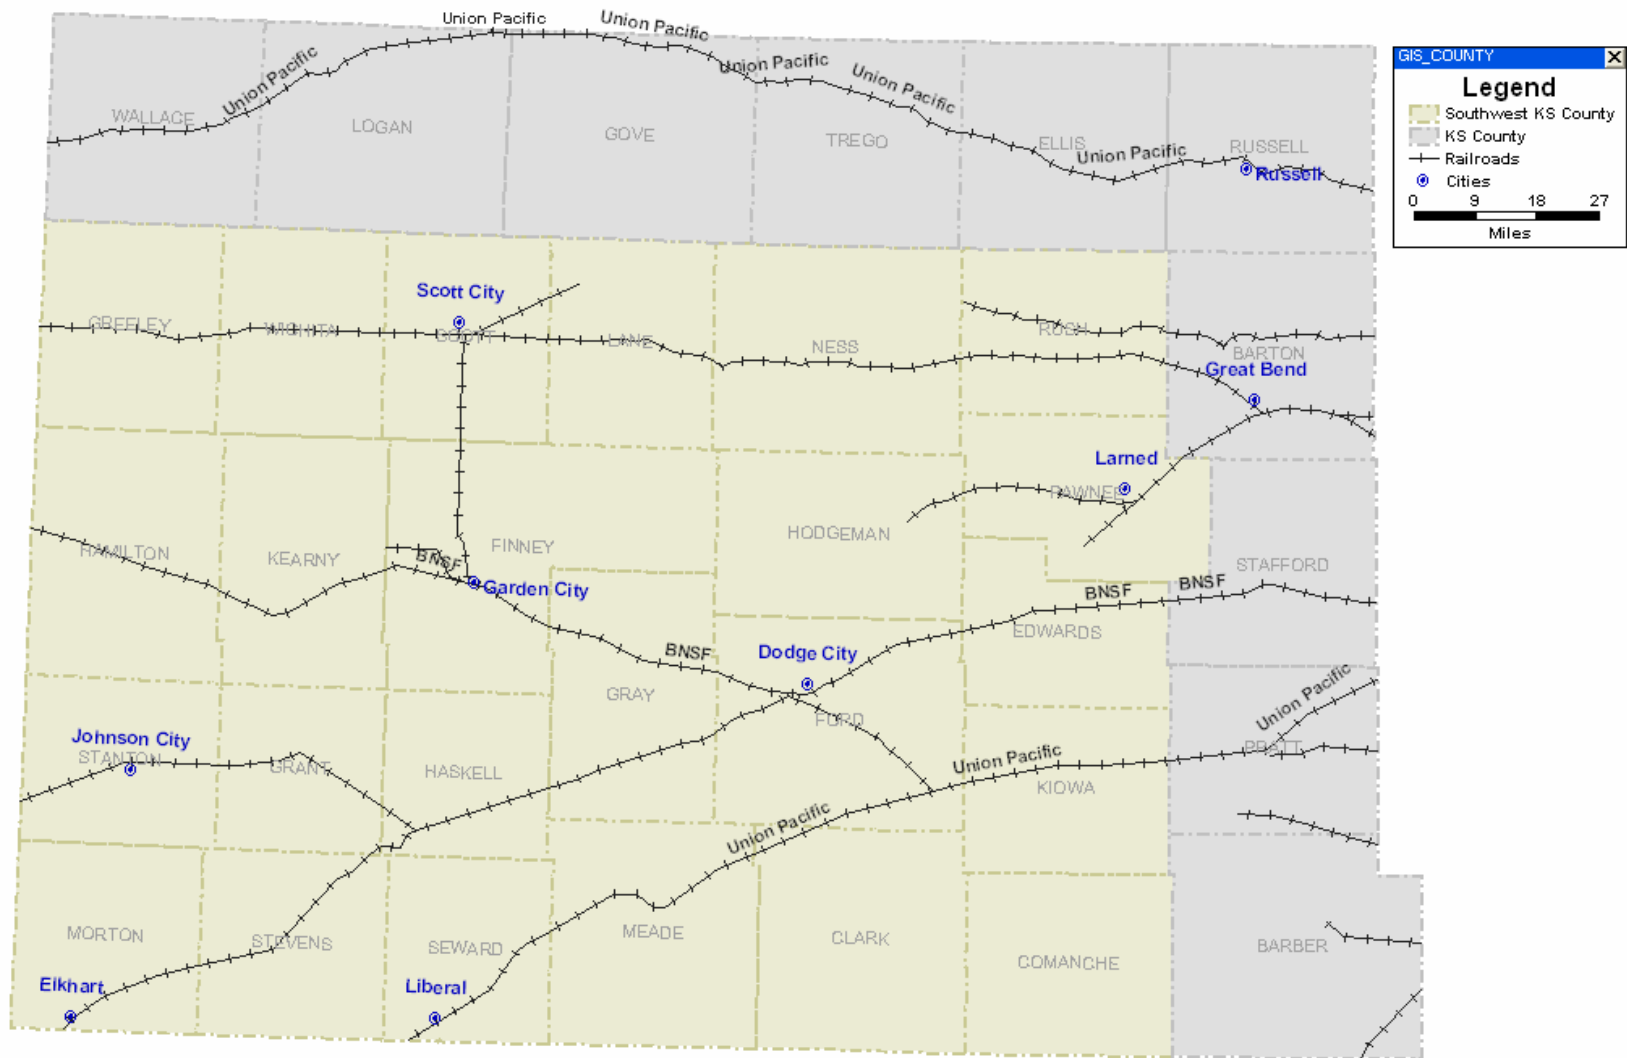 Union Pacific
Union Pacific
Union Pacific
Union Pacific
Union Pacific
Union Pacific
WALLACE
LOGAN
GOVE
TREGO
ELLIS
RUSSELL
Russell
GIS_COUNTY
Legend
Southwest KS County
KS County
Railroads
Cities
0 9 18 27
Miles
Scott City
GREELEY
WICHITA
SCOTT
LANE
NESS
RUSH
BARTON
Great Bend
Larned
PAWNEE
HAMILTON
KEARNY
FINNEY
HODGEMAN
STAFFORD
BNSF
Garden City
BNSF
BNSF
EDWARDS
BNSF
Dodge City
GRAY
FORD
Union Pacific
Johnson City
STANTON
GRANT
HASKELL
Union Pacific
PRATT
KIOWA
Union Pacific
MORTON
STEVENS
SEWARD
MEADE
CLARK
COMANCHE
BARBER
Elkhart
Liberal